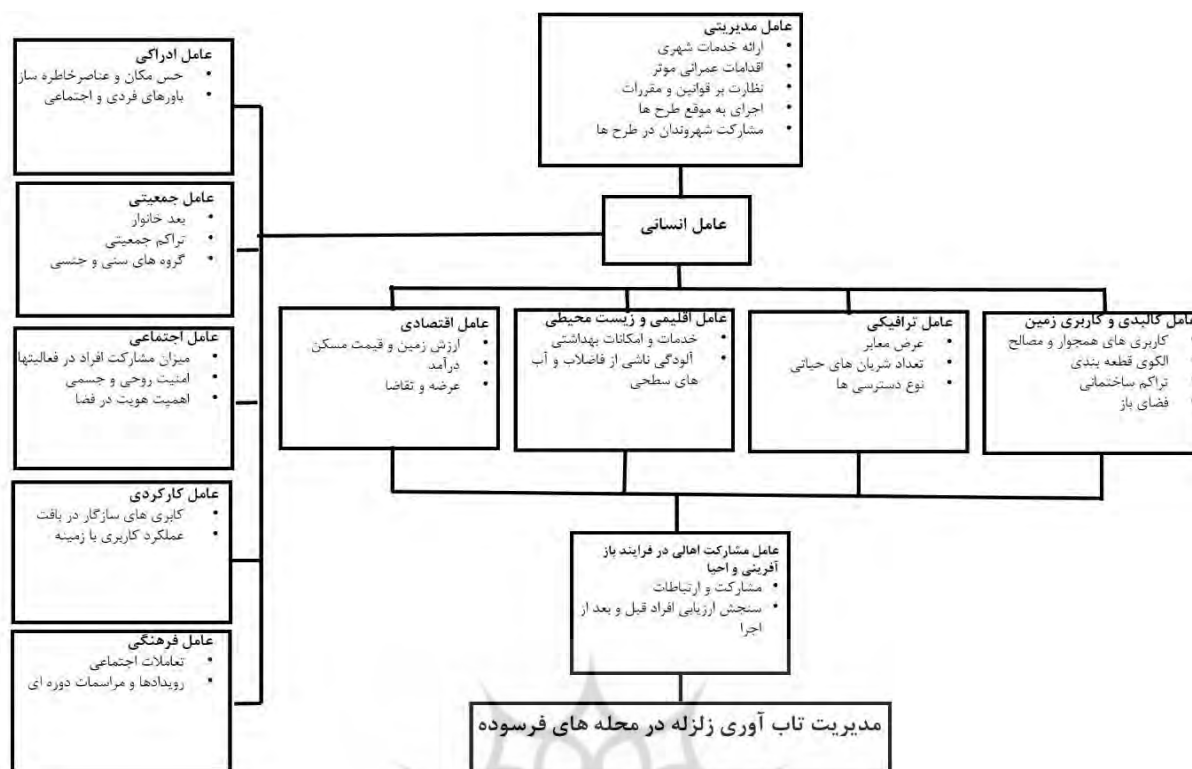 عامل مدیریتی
ارائه خدمات شهری
اقدامات عمرانی موثر
نظارت بر قوانین و مقررات
اجرای به موقع طرح ها
مشارکت شهروندان در طرح ها
عامل انسانی
عامل ادراکی
حس مکان و عناصرخاطره ساز
باورهای فردی و اجتماعی
عامل جمعیتی
بعد خانوار
تراکم جمعیتی
گروه های سنی و جنسی
عامل اجتماعی
میزان مشارکت افراد در فعالیتها
امنیت روحی و جسمی
اهمیت هویت در فضا
عامل کارکردی
کابری های سازگار در بافت
عملکرد کاربری با زمینه
عامل فرهنگی
تعاملات اجتماعی
رویدادها و مراسمات دوره ای
عامل کالبدی و کاربری زمین
کاربری های همجوار و مصالح
الکوی قطعه بندی
تراکم ساختمانی
فضای باز
عامل ترافیکی
عرض معابر
تعداد شریان های حیاتی
نوع دسترسی ها
عامل اقلیمی و زیست محیطی
خدمات و امکانات بهداشتی
آلودگی ناشی از فاضلاب و آب
های سطحی
عامل اقتصادی
ارزش زمین و قیمت مسکن
درآمد
عرضه و تقاضا
عامل مشارکت اهالی در فرایند باز
آفرینی و احیا
مشارکت و ارتباطات
سنجش ارزیابی افراد قبل و بعد از
اجرا
مدیریت تاب آوری زلزله در محله های فرسوده